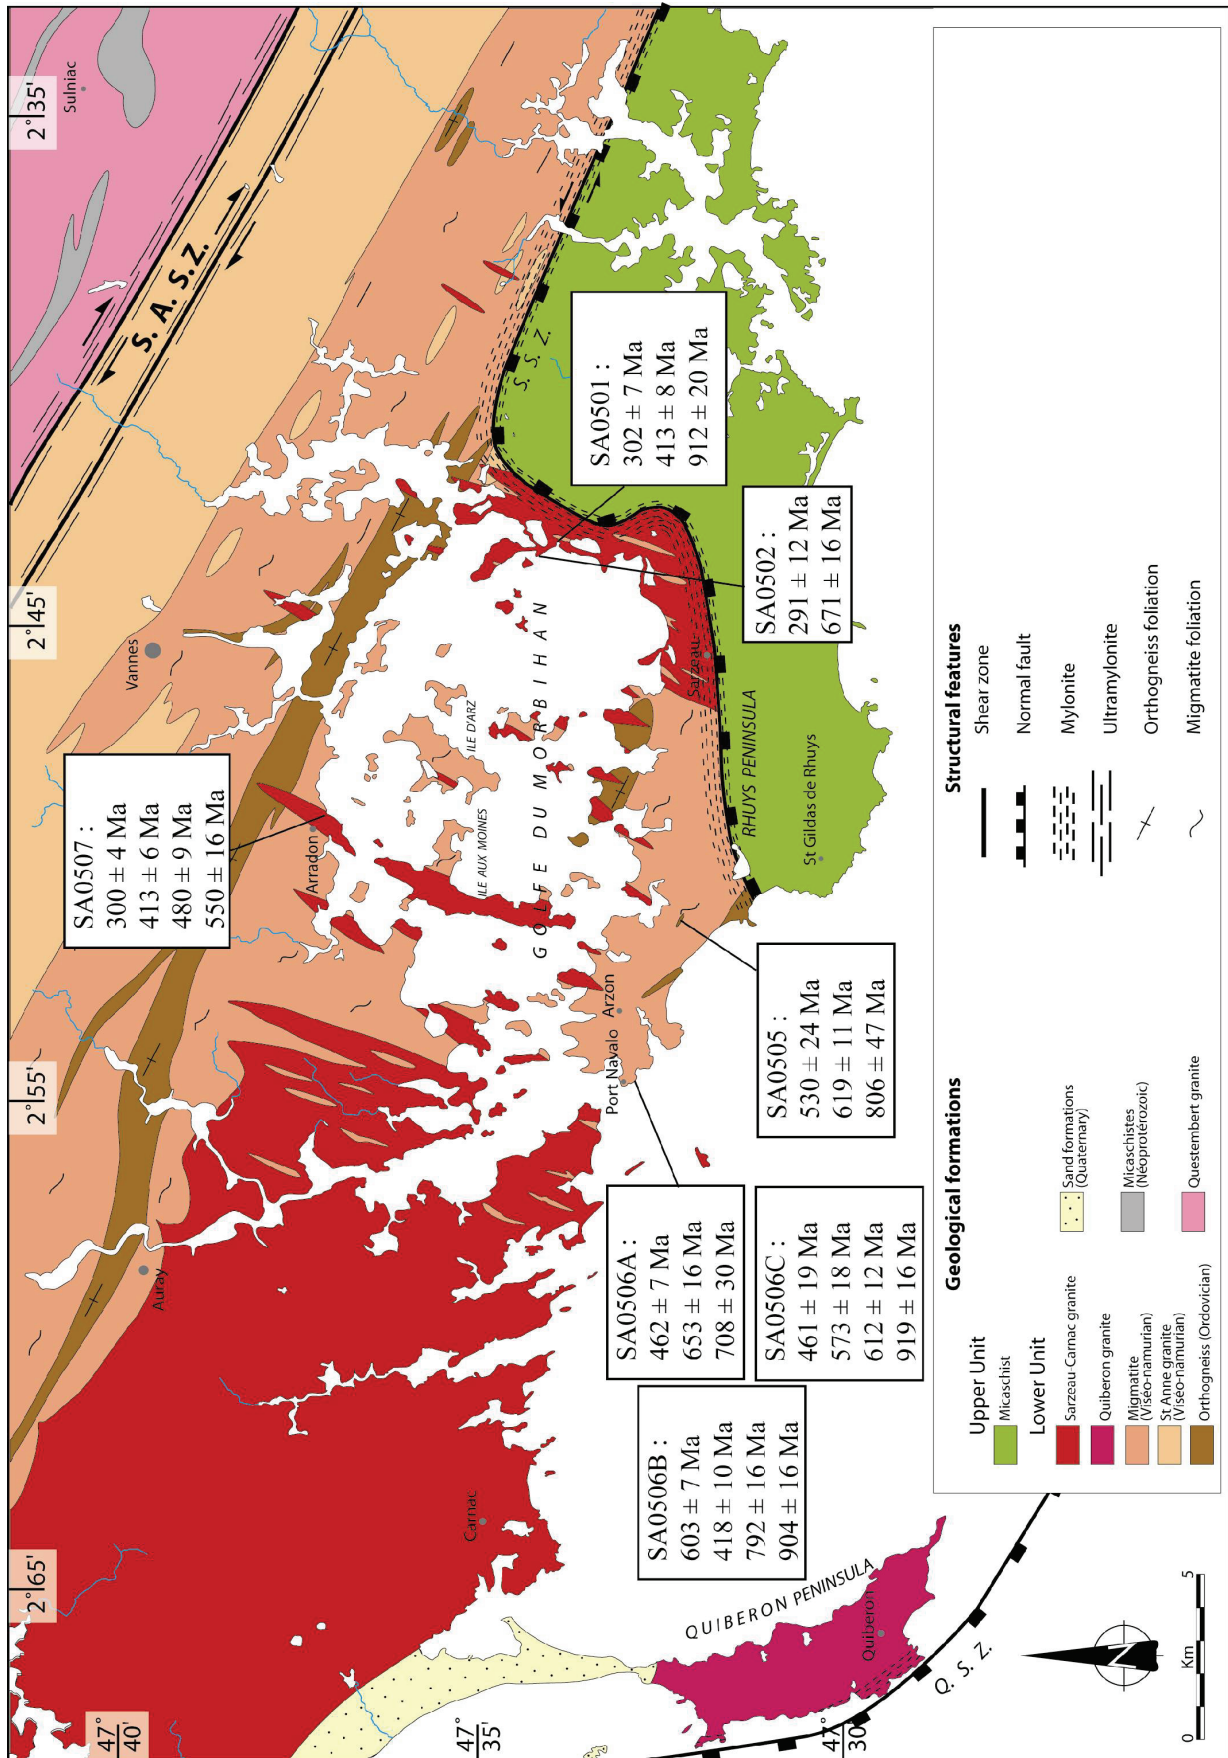 47°
40'
2°65'
2°55'
2°45'
2°35'
Sulniac
S. A. S. Z.
Vannes
Auray
SA0507 :
300 ± 4 Ma
413 ± 6 Ma
480 ± 9 Ma
550 ± 16 Ma
Arradon
ILE D'ARZ
ILE AUX MOINES
GOLFE DU MORBIHAN
47°
35'
Carnac
S. S. Z.
Port Navalo
Arzon
Sarzeau
SA0501 :
302 ± 7 Ma
413 ± 8 Ma
912 ± 20 Ma
SA0506A :
462 ± 7 Ma
653 ± 16 Ma
708 ± 30 Ma
SA0506B :
603 ± 7 Ma
418 ± 10 Ma
792 ± 16 Ma
904 ± 16 Ma
SA0506C :
461 ± 19 Ma
573 ± 18 Ma
612 ± 12 Ma
919 ± 16 Ma
SA0505 :
530 ± 24 Ma
619 ± 11 Ma
806 ± 47 Ma
SA0502 :
291 ± 12 Ma
671 ± 16 Ma
RHUYS PENINSULA
St Gildas de Rhuys
QUIBERON PENINSULA
Quiberon
47°
30'
Q. S. Z.
0 Km 5
Geological formations
Upper Unit
Micaschist
Lower Unit
Sarzeau-Carnac granite
Quiberon granite
Migmatite
(Viséo-namurian)
St Anne granite
(Viséo-namurian)
Orthogneiss (Ordovician)
Sand formations
(Quaternary)
Micaschistes
(Néoprotérozoic)
Questembert granite
Structural features
Shear zone
Normal fault
Mylonite
Ultramylonite
Orthogneiss foliation
Migmatite foliation